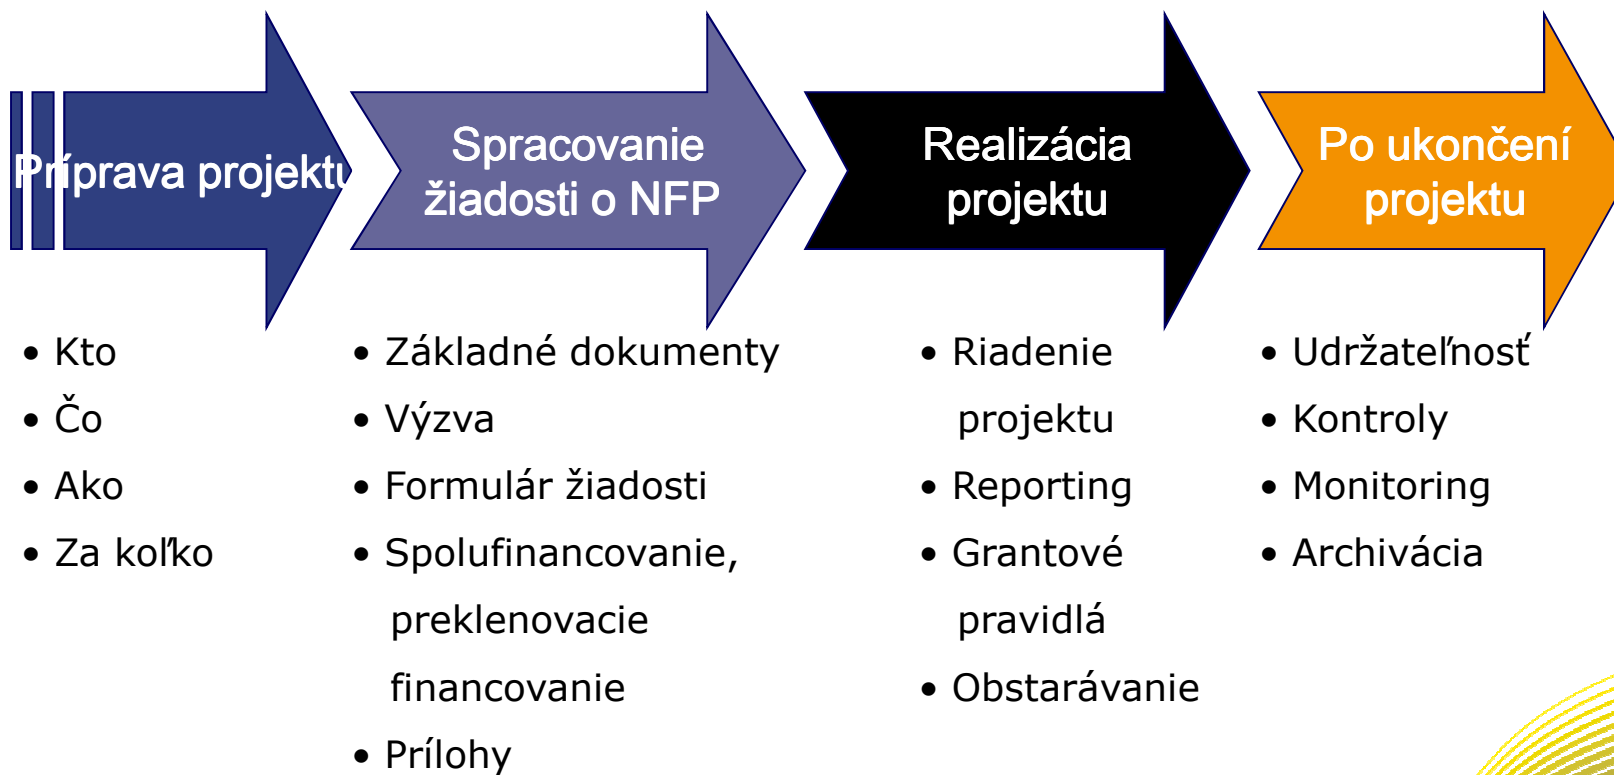 Príprava projektu
Spracovanie
žiadosti o NFP
Realizácia
projektu
Po ukončení
projektu
• Kto
• Čo
• Ako
• Za koľko
• Základné dokumenty
• Výzva
• Formulár žiadosti
• Spolufinancovanie,
preklenovacie
financovanie
• Prílohy
• Riadenie
projektu
• Reporting
• Grantové
pravidlá
• Obstarávanie
• Udržateľnosť
• Kontroly
• Monitoring
• Archivácia